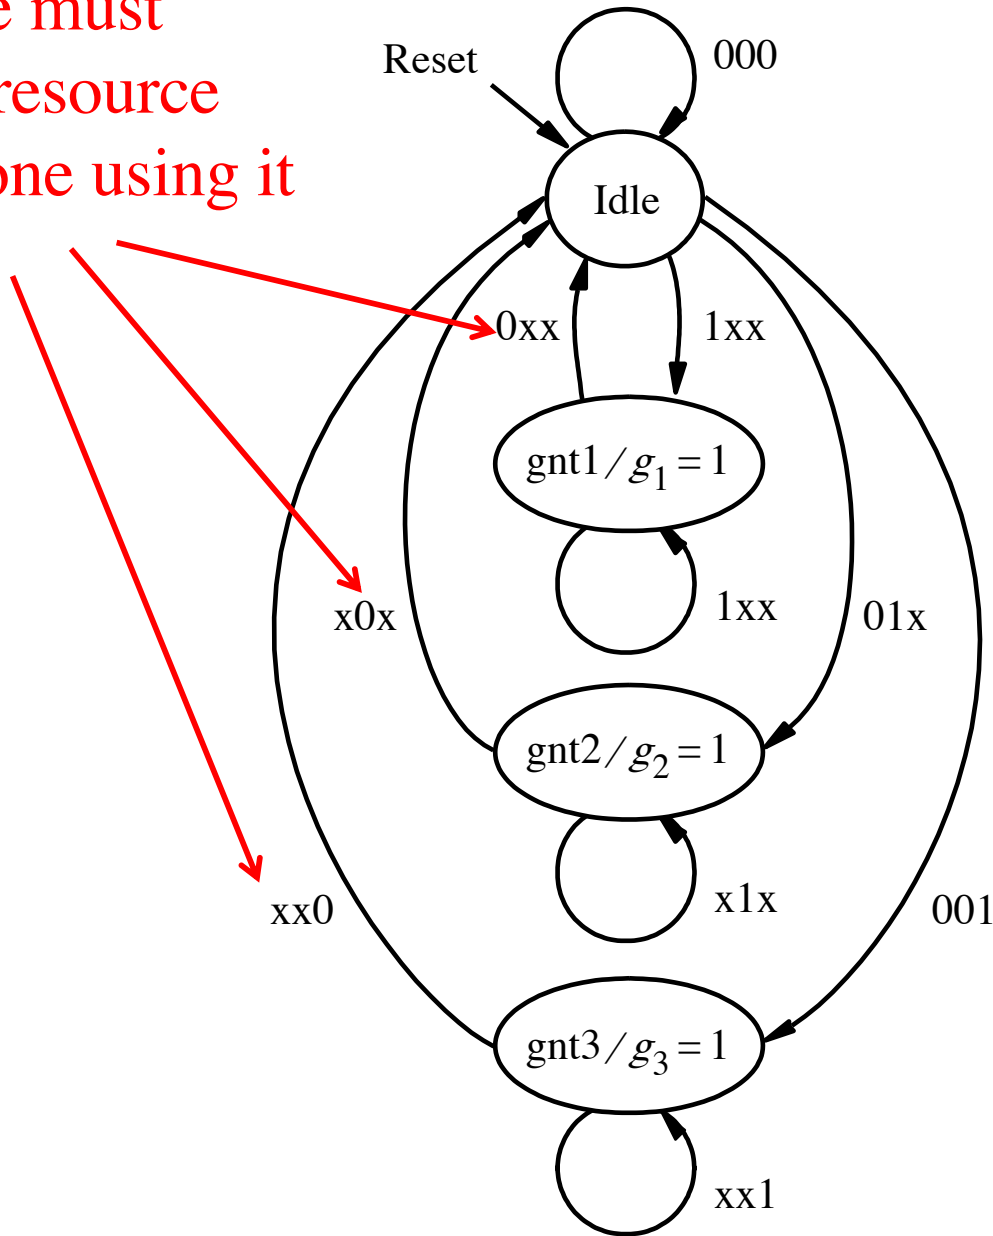 must
resource
one using it
Reset
000
Idle
0xx
1xx
gnt1/g1 = 1
1xx
x0x
01x
gnt2/g2 = 1
x1x
xx0
001
gnt3/g3 = 1
xx1